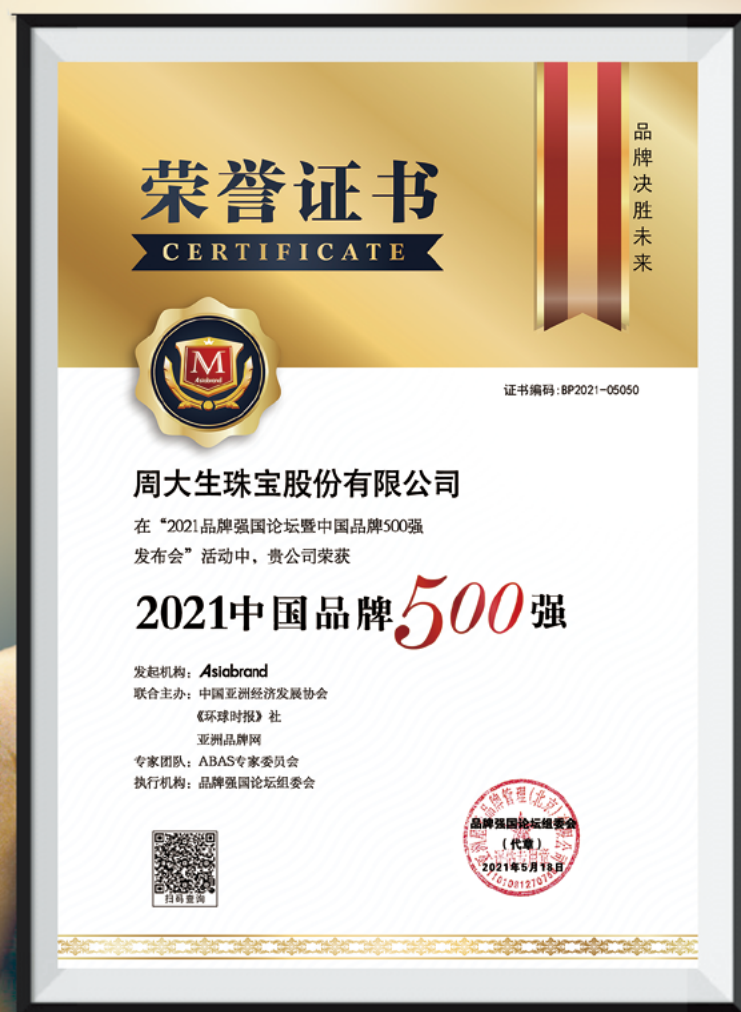 荣誉证书
CERTIFICATE
品牌决胜未来
M
Asiabrand
证书编码:BP2021-05050
周大生珠宝股份有限公司
在“2021品牌强国论坛暨中国品牌500强
发布会”活动中，贵公司荣获
2021中国品牌500强
发起机构：Asiabrand
联合主办：中国亚洲经济发展协会
《环球时报》社
亚洲品牌网
专家团队：ABAS专家委员会
执行机构：品牌强国论坛组委会
品牌强国论坛组委会
（代章）
2021年5月18日
扫码查询